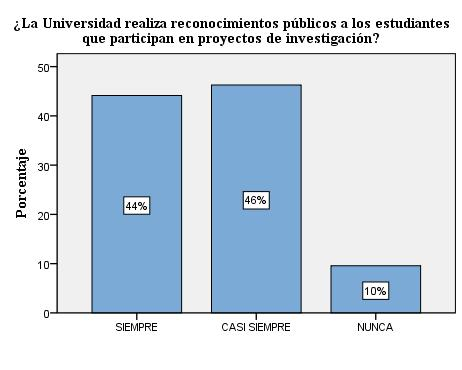 ¿La Universidad realiza reconocimientos públicos a los estudiantes
que participan en proyectos de investigación?
Porcentaje
50
40
30
20
10
0
44%
46%
10%
SIEMPRE
CASI SIEMPRE
NUNCA